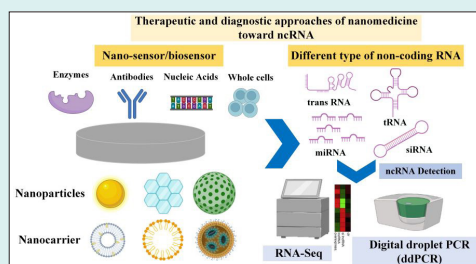 Therapeutic and diagnostic approaches of nanomedicine
toward ncRNA
Nano-sensor/biosensor
Different type of non-coding RNA
Enzymes
Antibodies
Nucleic Acids
Whole cells
trans RNA
tRNA
miRNA
siRNA
ncRNA Detection
Nanoparticles
Nanocarrier
RNA-Seq
Digital droplet PCR
(ddPCR)